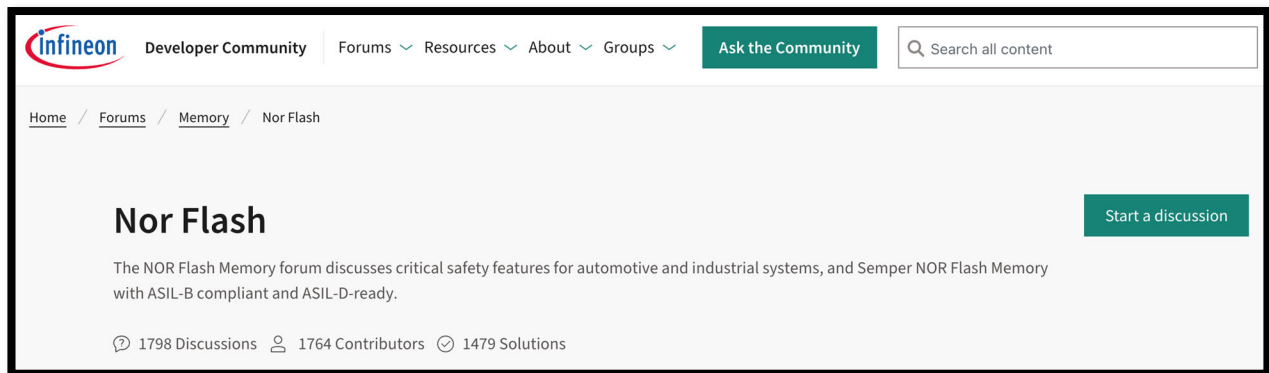 infineon Developer Community Forums Resources About Groups Ask the Community Search all content
Home / Forums / Memory / Nor Flash
Nor Flash
Start a discussion
The NOR Flash Memory forum discusses critical safety features for automotive and industrial systems, and Semper NOR Flash Memory
with ASIL-B compliant and ASIL-D-ready.
1798 Discussions 1764 Contributors 1479 Solutions